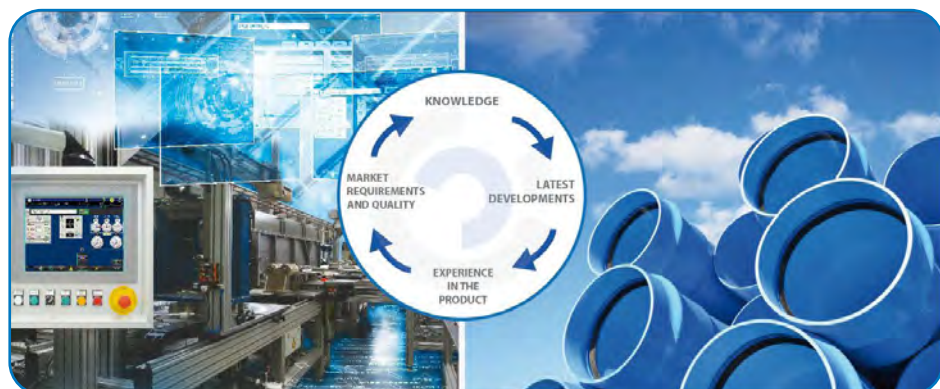 KNOWLEDGE
LATEST
DEVELOPMENTS
EXPERIENCE
IN THE
PRODUCT
MARKET
REQUIREMENTS
AND QUALITY